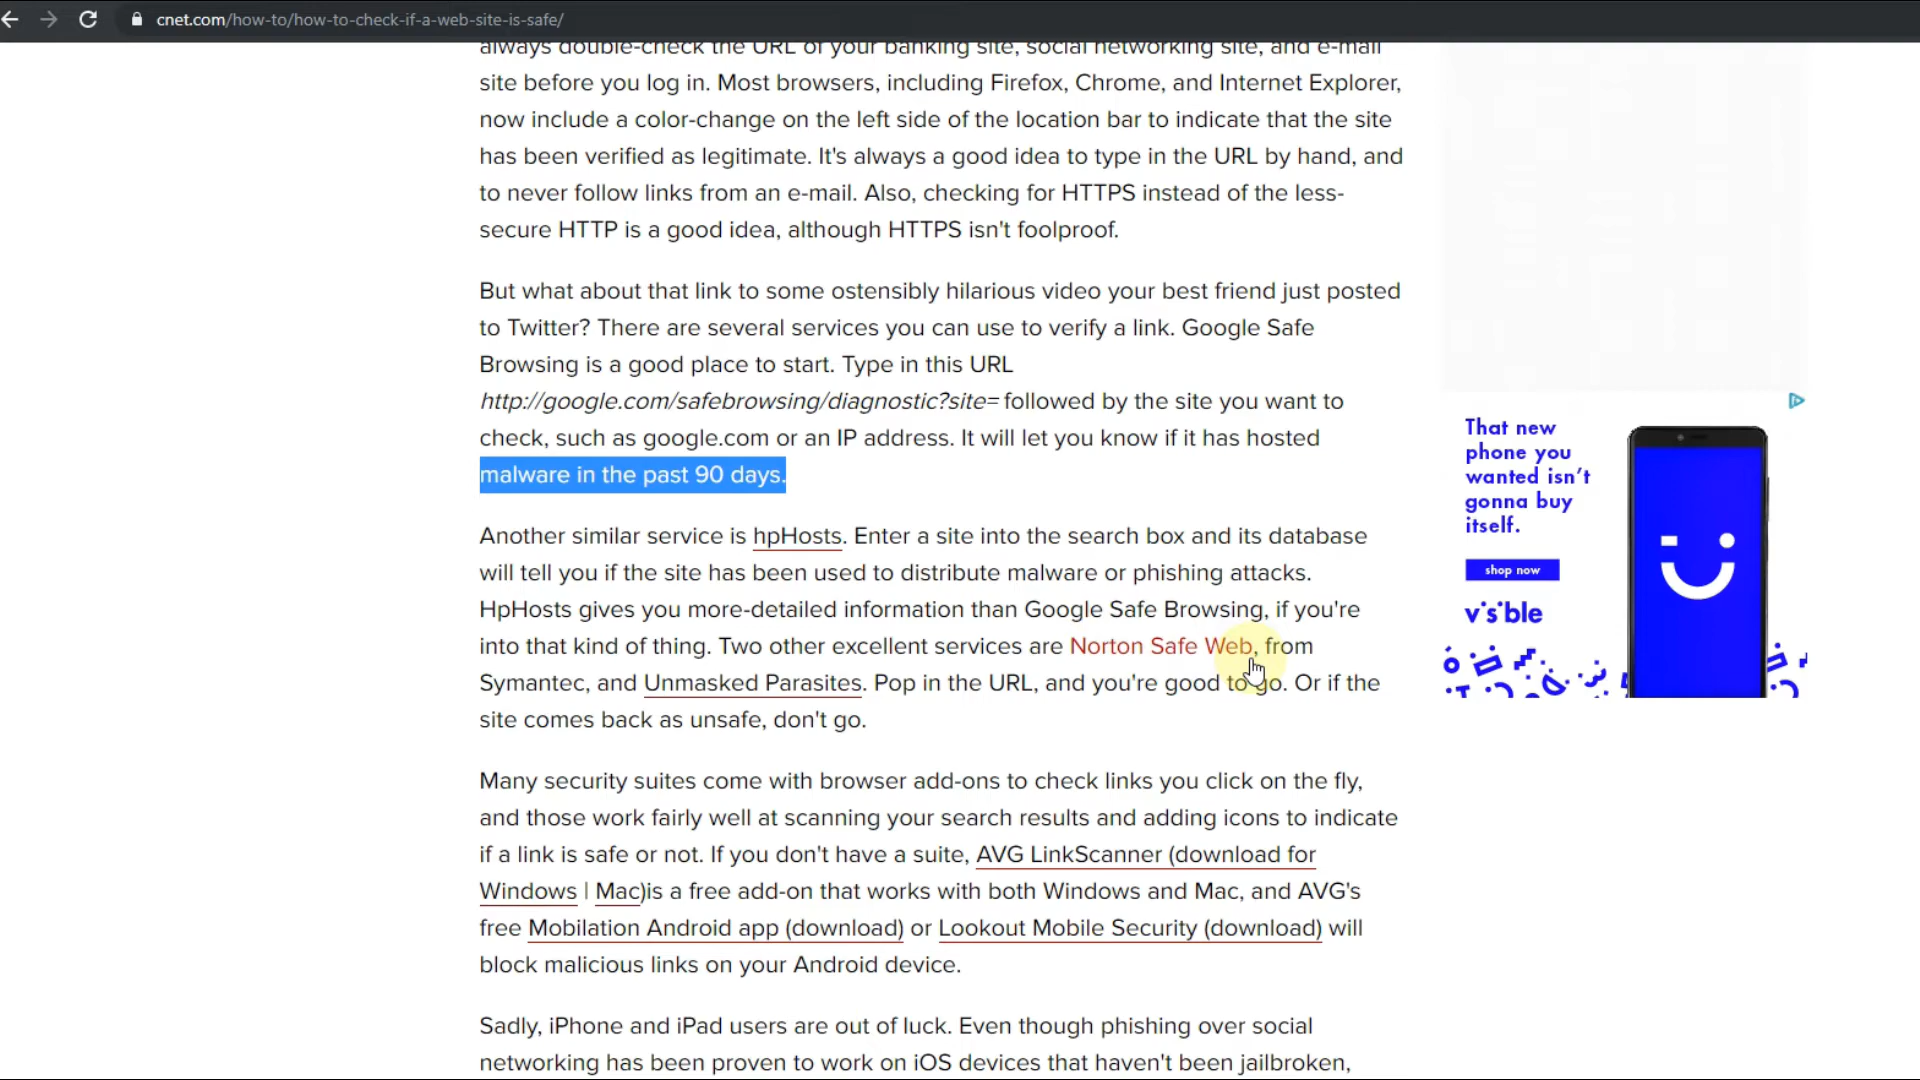 cnet.com/how-to/how-to-check-if-a-web-site-is-safe/
always double-check the URL of your banking site, social networking site, and e-mail
site before you log in. Most browsers, including Firefox, Chrome, and Internet Explorer,
now include a color-change on the left side of the location bar to indicate that the site
has been verified as legitimate. It's always a good idea to type in the URL by hand, and
to never follow links from an e-mail. Also, checking for HTTPS instead of the less-
secure HTTP is a good idea, although HTTPS isn't foolproof.
But what about that link to some ostensibly hilarious video your best friend just posted
to Twitter? There are several services you can use to verify a link. Google Safe
Browsing is a good place to start. Type in this URL
http://google.com/safebrowsing/diagnostic?site= followed by the site you want to
check, such as google.com or an IP address. It will let you know if it has hosted
malware in the past 90 days.
Another similar service is hpHosts. Enter a site into the search box and its database
will tell you if the site has been used to distribute malware or phishing attacks.
HpHosts gives you more-detailed information than Google Safe Browsing, if you're
into that kind of thing. Two other excellent services are Norton Safe Web, from
Symantec, and Unmasked Parasites. Pop in the URL, and you're good to go. Or if the
site comes back as unsafe, don't go.
Many security suites come with browser add-ons to check links you click on the fly,
and those work fairly well at scanning your search results and adding icons to indicate
if a link is safe or not. If you don't have a suite, AVG LinkScanner (download for
Windows | Mac)is a free add-on that works with both Windows and Mac, and AVG's
free Mobilation Android app (download) or Lookout Mobile Security (download) will
block malicious links on your Android device.
Sadly, iPhone and iPad users are out of luck. Even though phishing over social
networking has been proven to work on iOS devices that haven't been jailbroken,
That new
phone you
wanted isn't
gonna buy
itself.
shop now
visible